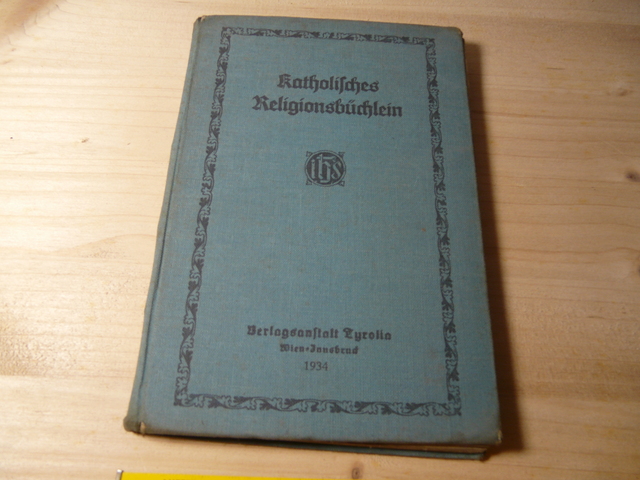 Katholisches
Religionsbüchlein
ihs
Verlagsanstalt Tyrolia
Wien-Innsbruck
1934